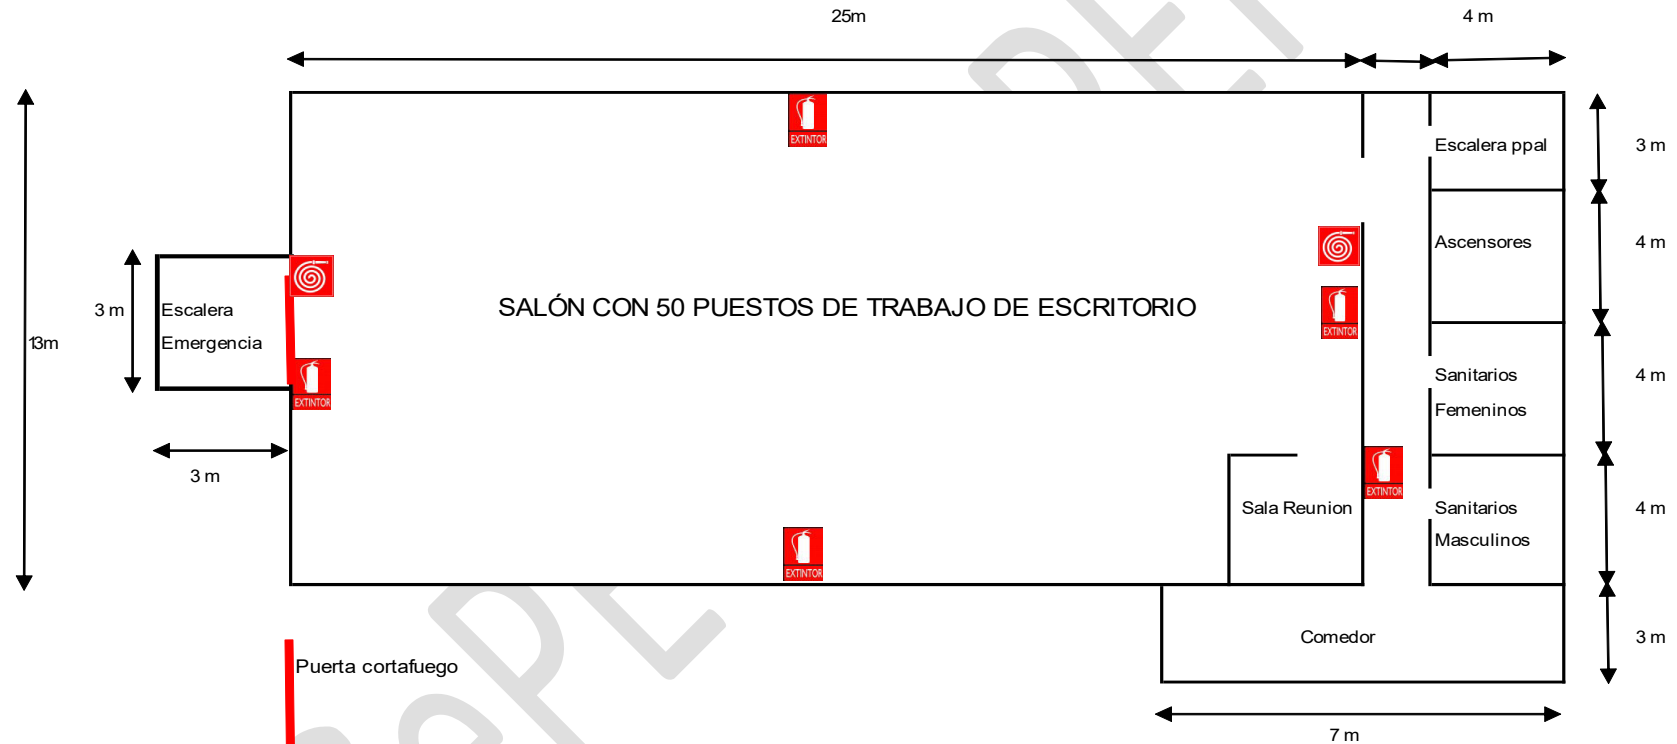 25m
4 m
EXTINTOR
Escalera ppal
3 m
Ascensores
4 m
SALÓN CON 50 PUESTOS DE TRABAJO DE ESCRITORIO
3 m
Escalera
Emergencia
EXTINTOR
13m
EXTINTOR
Sanitarios
Femeninos
4 m
3 m
EXTINTOR
Sala Reunion
EXTINTOR
Sanitarios
Masculinos
4 m
Comedor
3 m
Puerta cortafuego
7 m